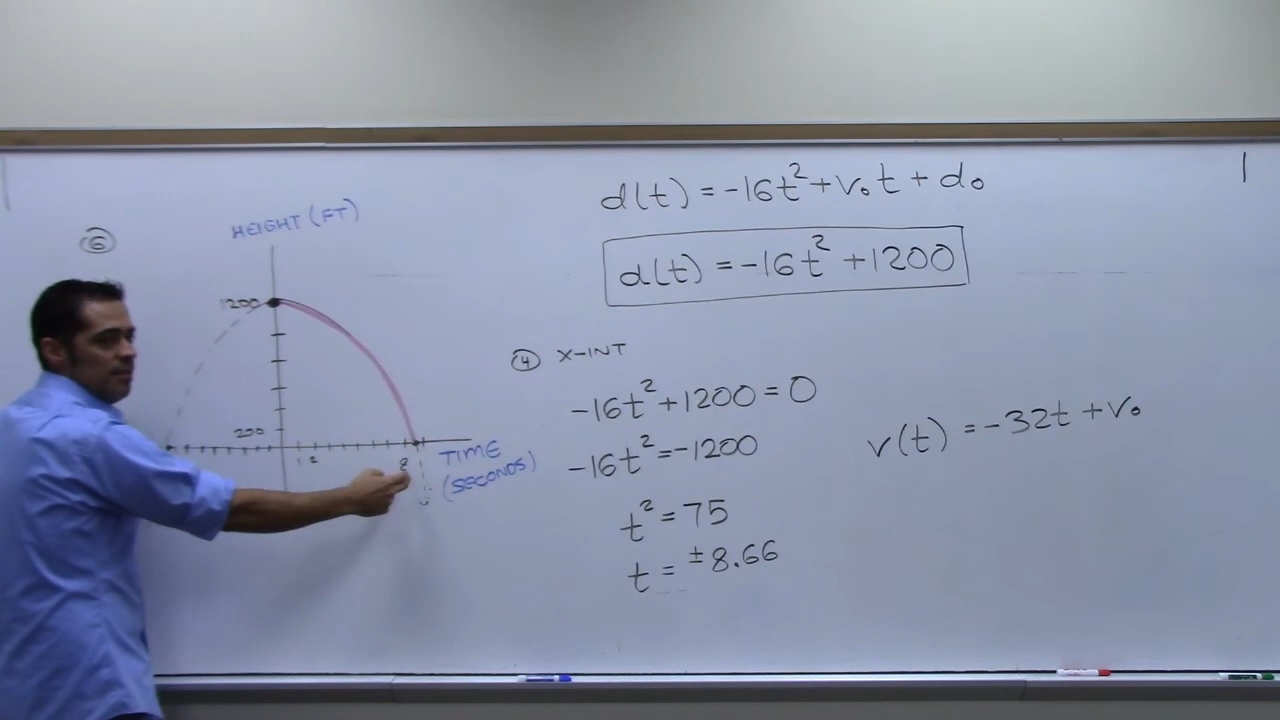 ⑥
HEIGHT (FT)
1200
200
1 2
8
TIME
(SECONDS)
d(t) = -16t² + v₀t + d₀
d(t) = -16t² + 1200
④ X-INT
-16t² + 1200 = 0
-16t² = -1200
t² = 75
t = ±8.66
v(t) = -32t + v₀